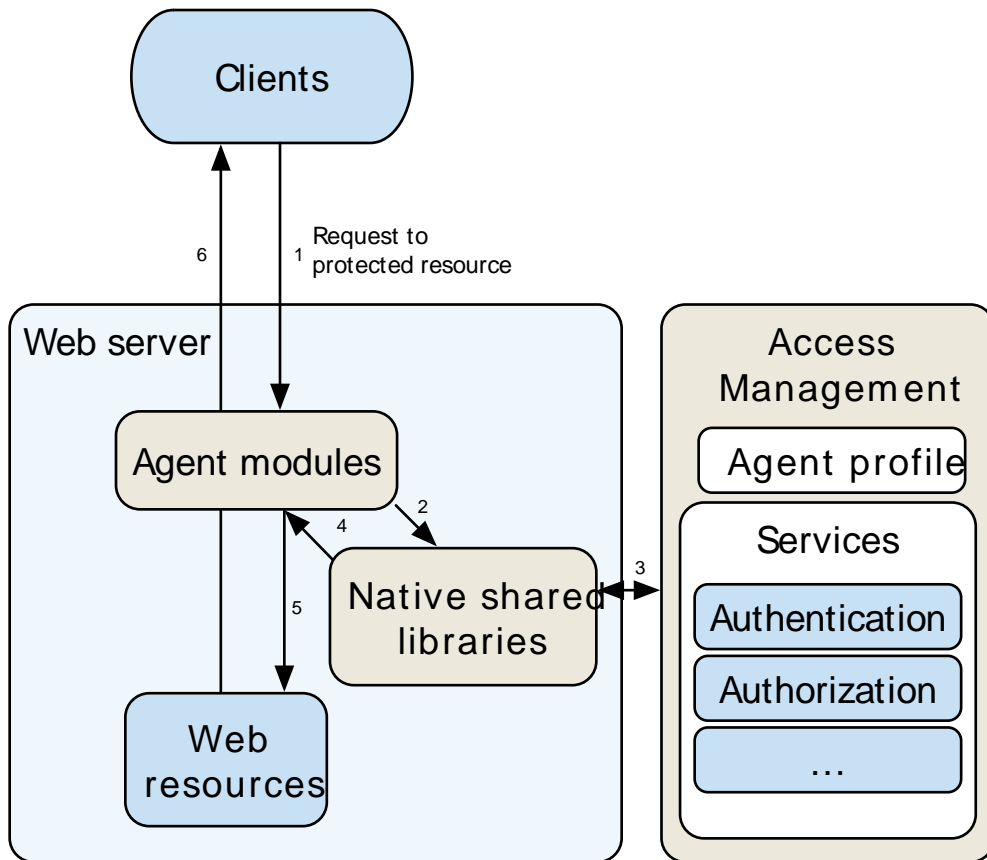 Clients
6
1
Request to
protected resource
Web server
Agent modules
2
4
Native shared
libraries
3
5
Web
resources
Access
Management
Agent profile
Services
Authentication
Authorization
...